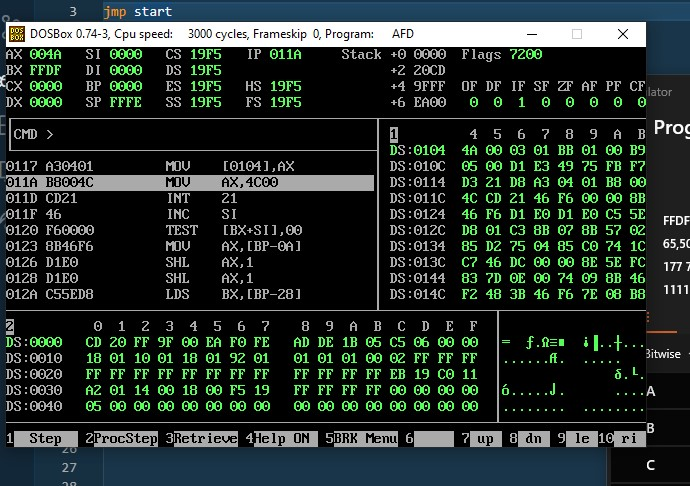 3 jmp start
DOSBox 0.74-3, Cpu speed: 3000 cycles, Frameskip 0, Program: AFD
AX 004A SI 0000 CS 19F5 IP 011A Stack +0 0000 Flags 7200
BX FFDF DI 0000 DS 19F5 +2 20CD
CX 0000 BP 0000 ES 19F5 HS 19F5 +4 9FFF OF DF IF SF ZF AF PF CF
DX 0000 SP FFFE SS 19F5 FS 19F5 +6 EA00 0 0 1 0 0 0 0 0
CMD > 1 4 5 6 7 8 9 A B
DS:0104 4A 00 03 01 BB 01 00 B9
0117 A30401 MOV [0104],AX DS:010C 05 00 D1 E3 49 75 FB F7
011A B8004C MOV AX,4C00 DS:0114 D3 21 D8 A3 04 01 B8 00
011D CD21 INT 21 DS:011C 4C CD 21 46 F6 00 00 8B
011F 46 INC SI DS:0124 46 F6 D1 E0 D1 E0 C5 5E
0120 F60000 TEST [BX+SI],00 DS:012C D8 01 C3 8B 07 8B 57 02
0123 8B46F6 MOV AX,[BP-0A] DS:0134 85 D2 75 04 85 C0 74 1C
0126 D1E0 SHL AX,1 DS:013C C7 46 DC 00 00 8E 5E FC
0128 D1E0 SHL AX,1 DS:0144 83 7D 0E 00 74 09 8B 46
012A C55ED8 LDS BX,[BP-28] DS:014C F2 48 3B 46 F6 7E 08 B8
2 0 1 2 3 4 5 6 7 8 9 A B C D E F
DS:0000 CD 20 FF 9F 00 EA F0 FE AD DE 1B 05 C5 06 00 00
DS:0010 18 01 10 01 18 01 92 01 01 01 01 00 02 FF FF FF
DS:0020 FF FF FF FF FF FF FF FF FF FF FF FF EB 19 C0 11
DS:0030 A2 01 14 00 18 00 F5 19 FF FF FF FF 00 00 00 00
DS:0040 05 00 00 00 00 00 00 00 00 00 00 00 00 00 00 00
1 Step 2ProcStep 3Retrieve 4Help ON 5BRK Menu 6 7 up 8 dn 9 le 10 ri
27
28
ulator
Prog
FFDF
65,50
177 7
1111
Bitwise
A
B
C